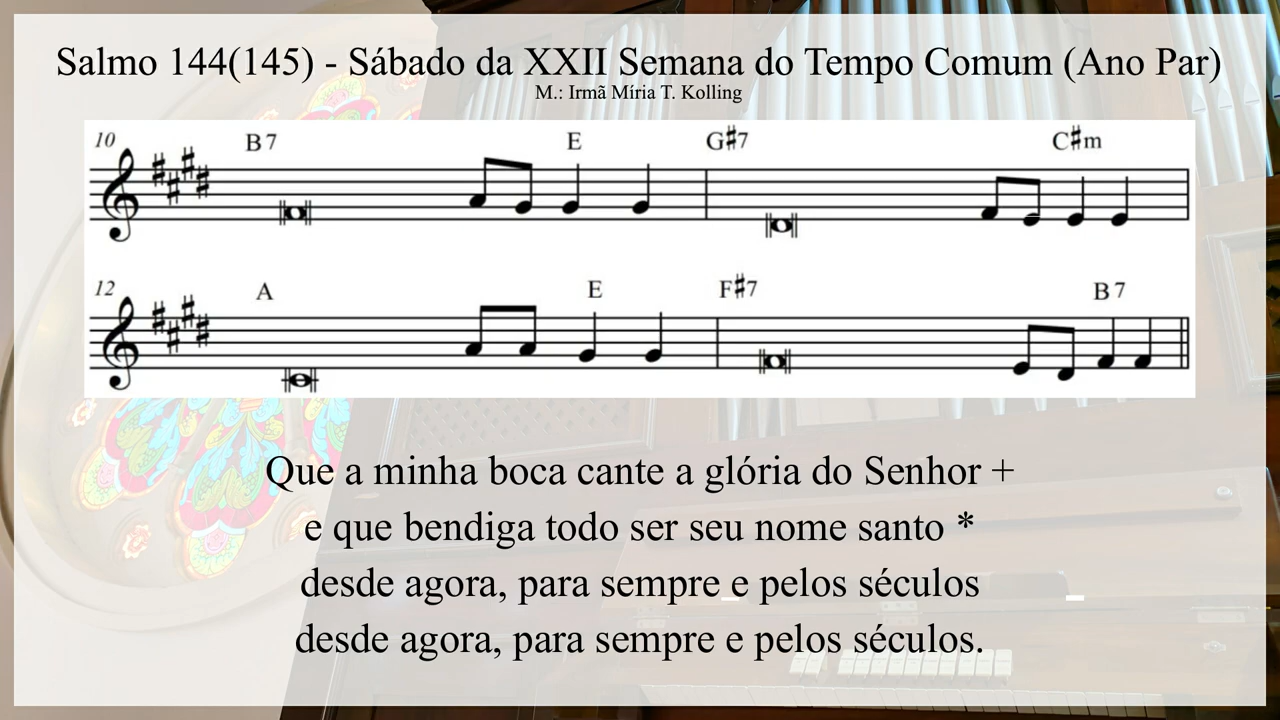 Salmo 144(145) - Sábado da XXII Semana do Tempo Comum (Ano Par)
M.: Irmã Míria T. Kolling
10 B7 E G#7 C#m
12 A E F#7 B7
Que a minha boca cante a glória do Senhor +
e que bendiga todo ser seu nome santo *
desde agora, para sempre e pelos séculos
desde agora, para sempre e pelos séculos.